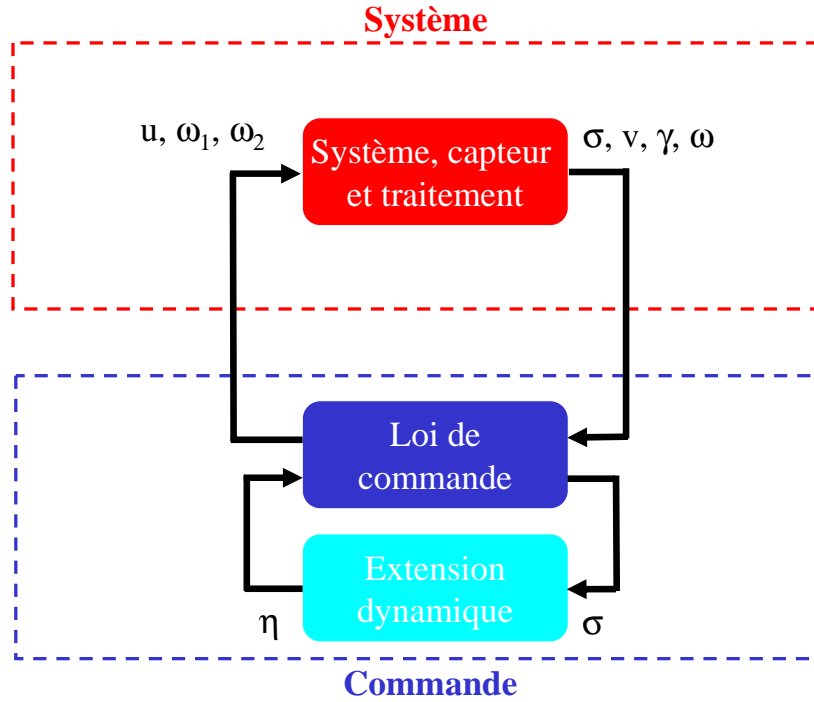 Système
u, ω₁, ω₂
Système, capteur
et traitement
σ, v, γ, ω
Loi de
commande
Extension
dynamique
η
σ
Commande